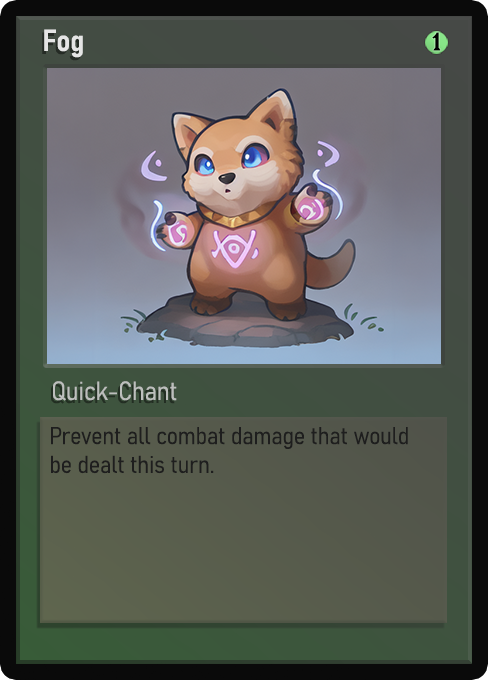 Fog
1
Quick-Chant
Prevent all combat damage that would
be dealt this turn.